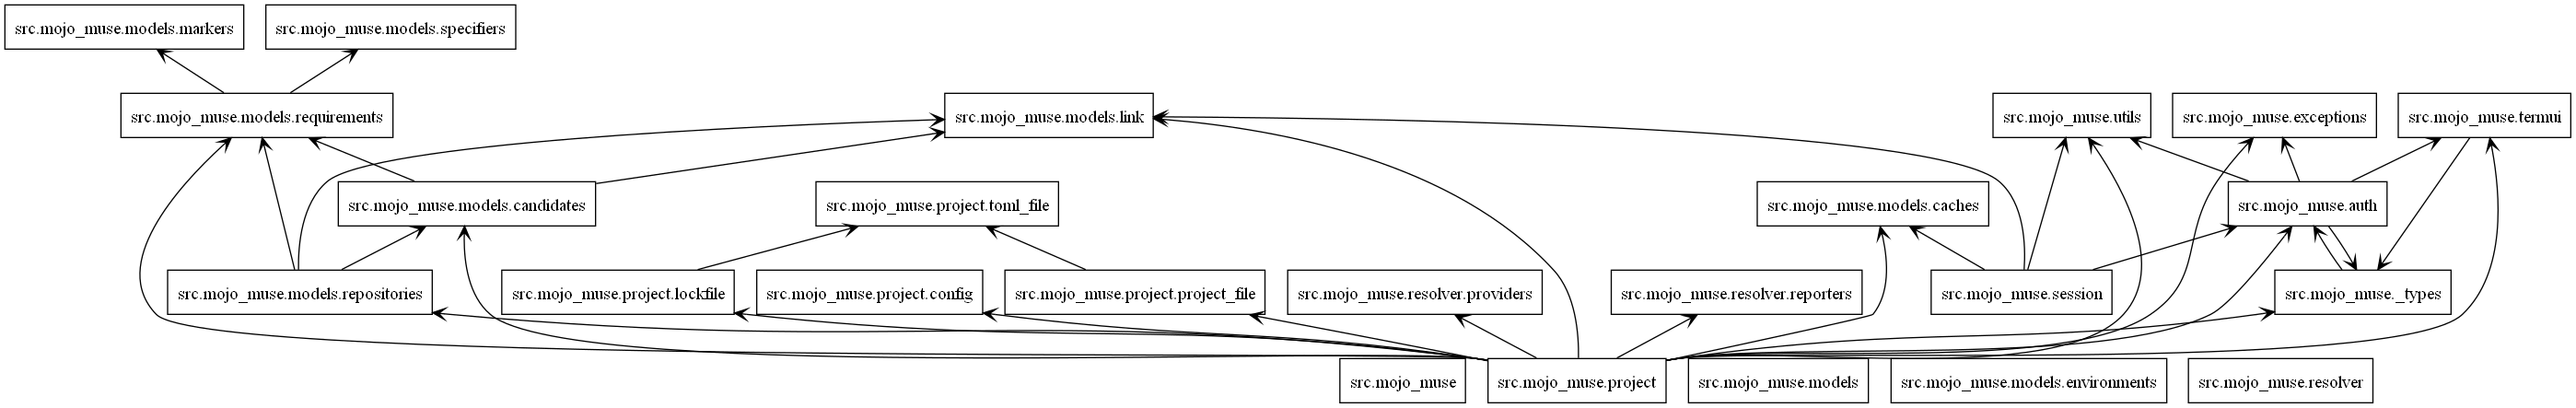 src.mojo_muse.models.markers
src.mojo_muse.models.specifiers
src.mojo_muse.models.requirements
src.mojo_muse.models.link
src.mojo_muse.utils
src.mojo_muse.exceptions
src.mojo_muse.termui
src.mojo_muse.models.candidates
src.mojo_muse.project.toml_file
src.mojo_muse.models.caches
src.mojo_muse.auth
src.mojo_muse.models.repositories
src.mojo_muse.project.lockfile
src.mojo_muse.project.config
src.mojo_muse.project.project_file
src.mojo_muse.resolver.providers
src.mojo_muse.resolver.reporters
src.mojo_muse.session
src.mojo_muse._types
src.mojo_muse
src.mojo_muse.project
src.mojo_muse.models
src.mojo_muse.models.environments
src.mojo_muse.resolver